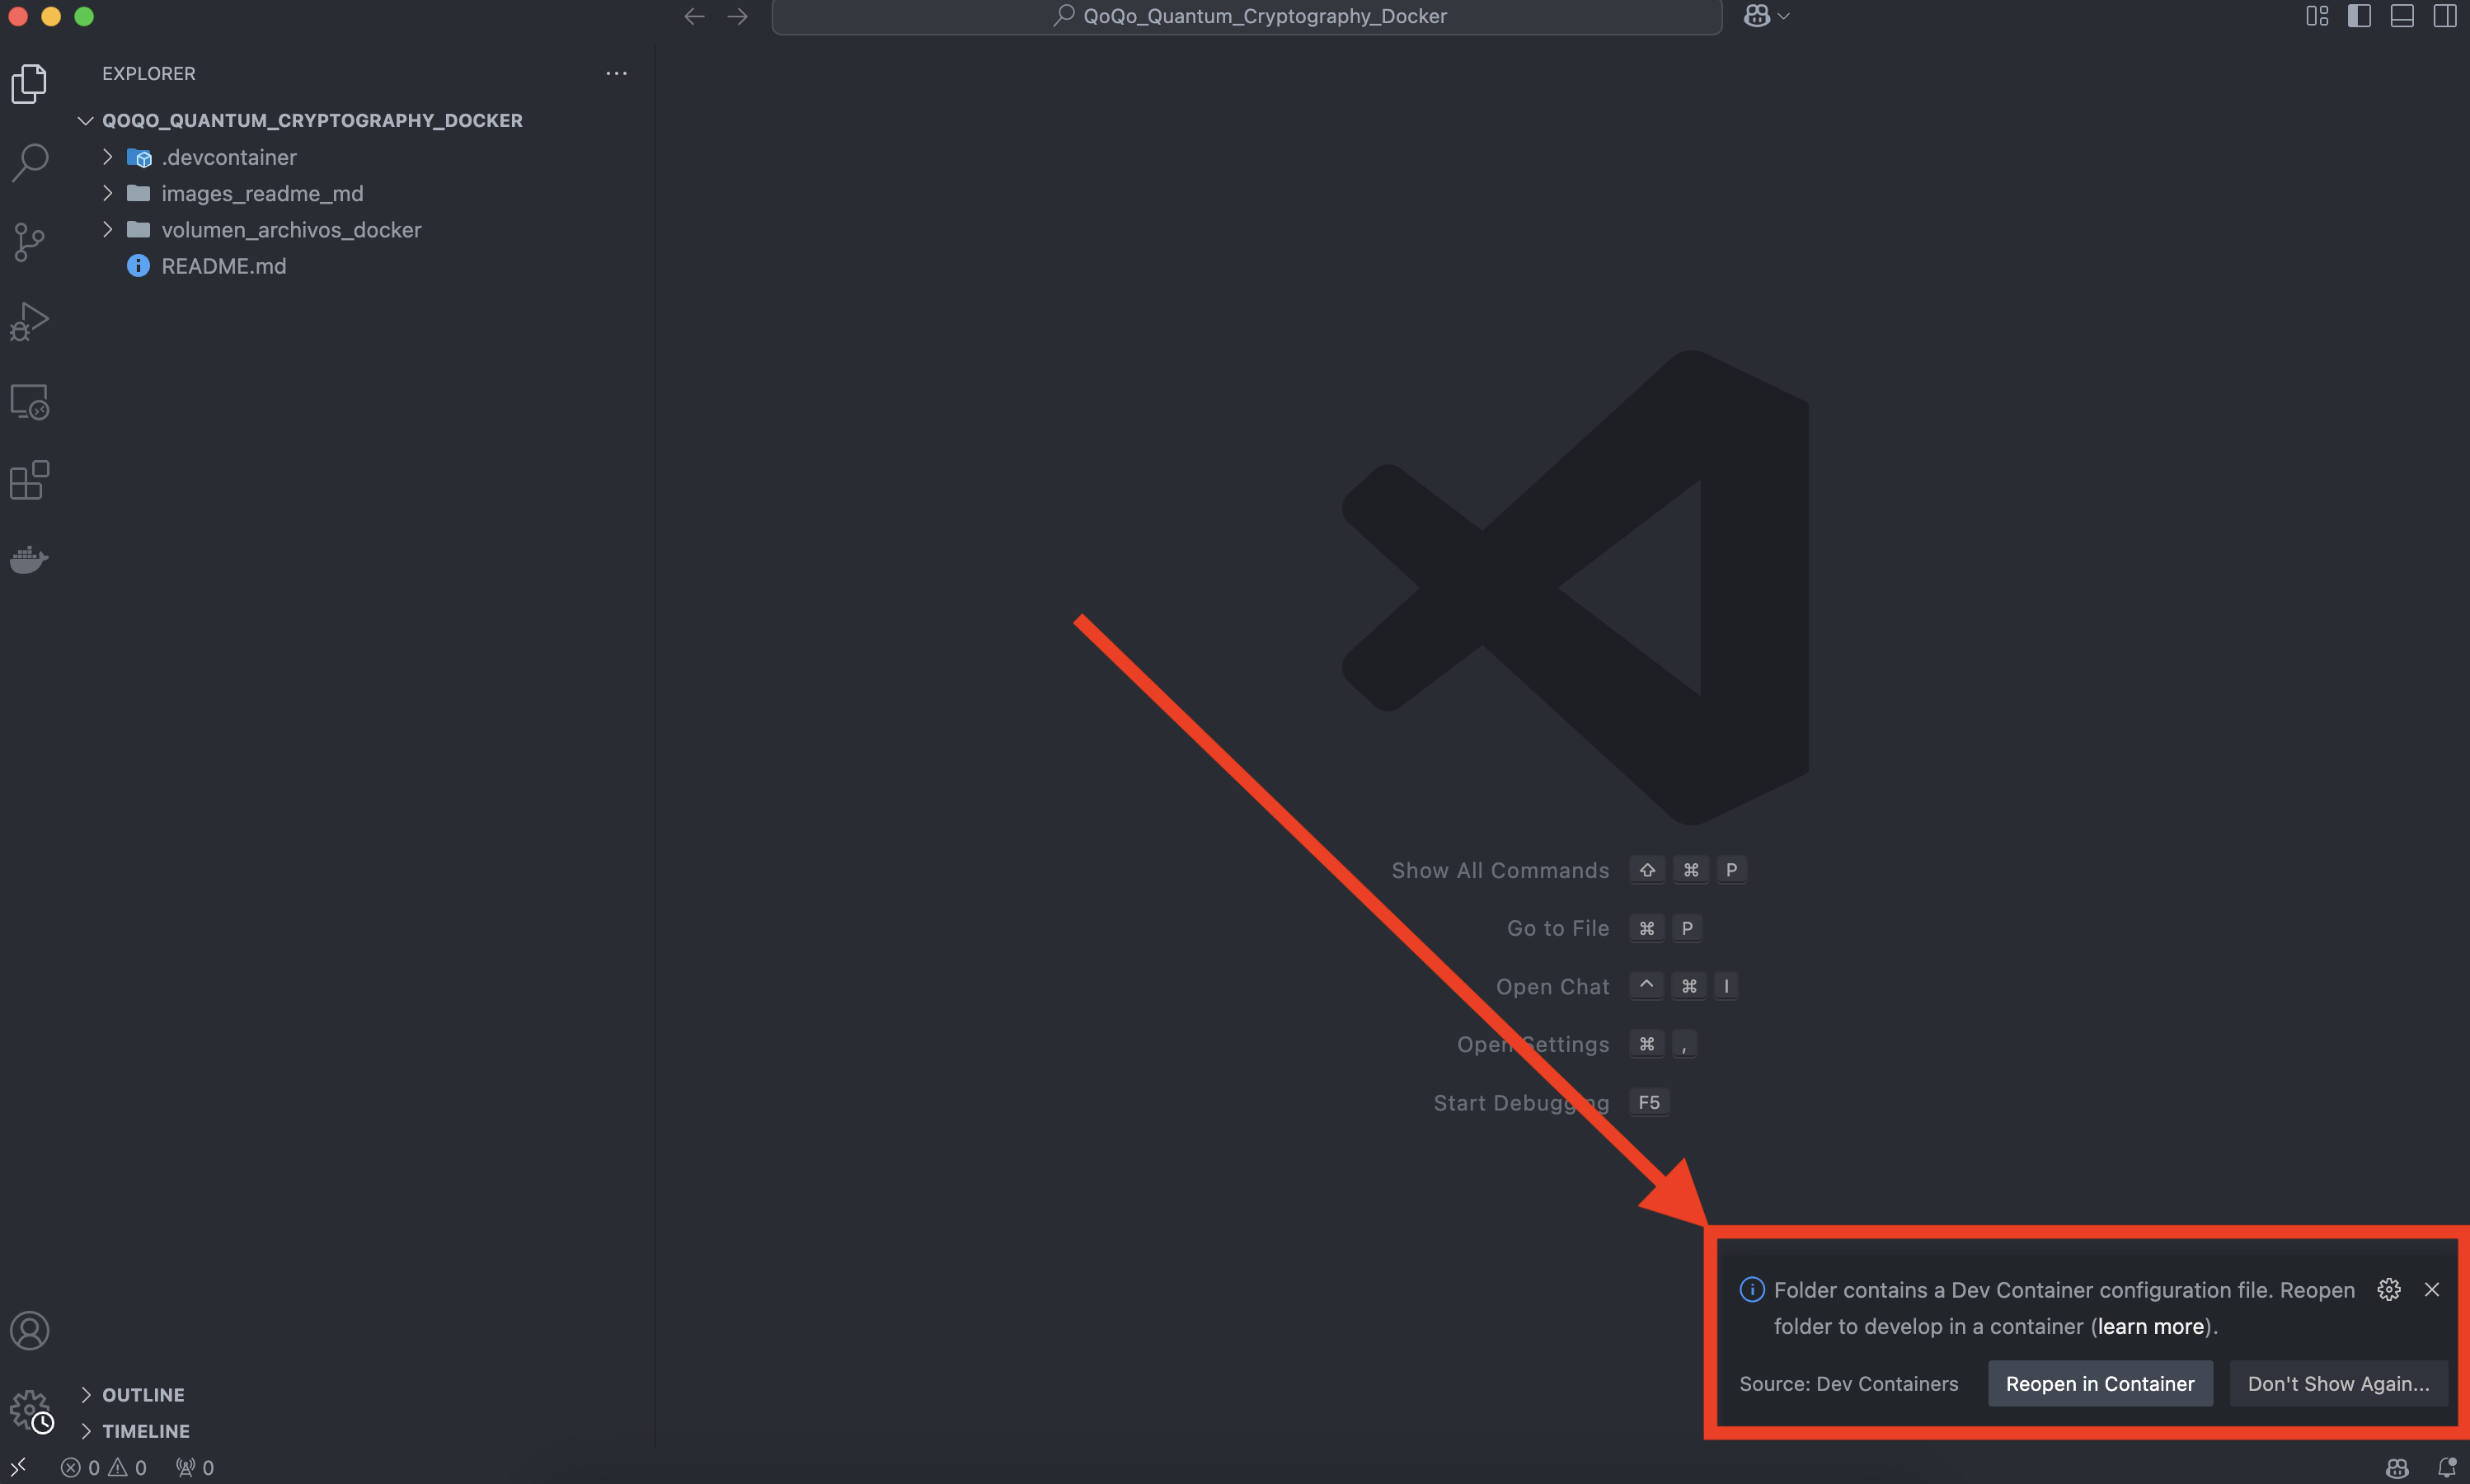 QoQo_Quantum_Cryptography_Docker
EXPLORER
QOQO_QUANTUM_CRYPTOGRAPHY_DOCKER
.devcontainer
images_readme_md
volumen_archivos_docker
README.md
Show All Commands ⇧ ⌘ P
Go to File ⌘ P
Open Chat ^ ⌘ I
Open Settings ⌘ ,
Start Debugging F5
Folder contains a Dev Container configuration file. Reopen
folder to develop in a container (learn more).
Source: Dev Containers Reopen in Container Don't Show Again...
OUTLINE
TIMELINE
0 0 0